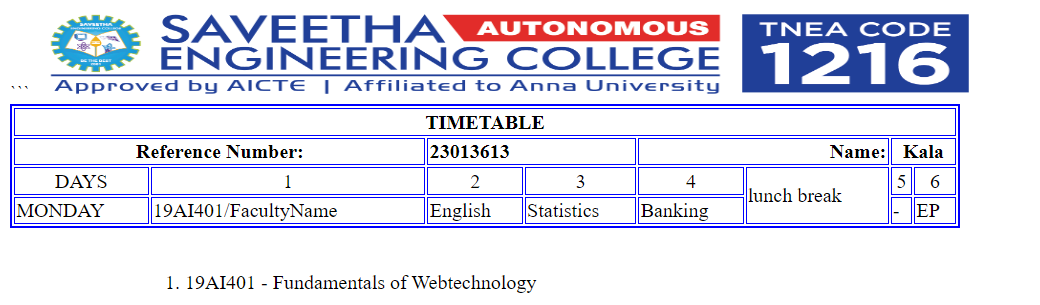 SAVEETHA AUTONOMOUS
ENGINEERING COLLEGE
Approved by AICTE | Affiliated to Anna University
TNEA CODE
1216
```
TIMETABLE
Reference Number: 23013613 Name: Kala
DAYS 1 2 3 4 lunch break 5 6
MONDAY 19AI401/FacultyName English Statistics Banking - EP
1. 19AI401 - Fundamentals of Webtechnology